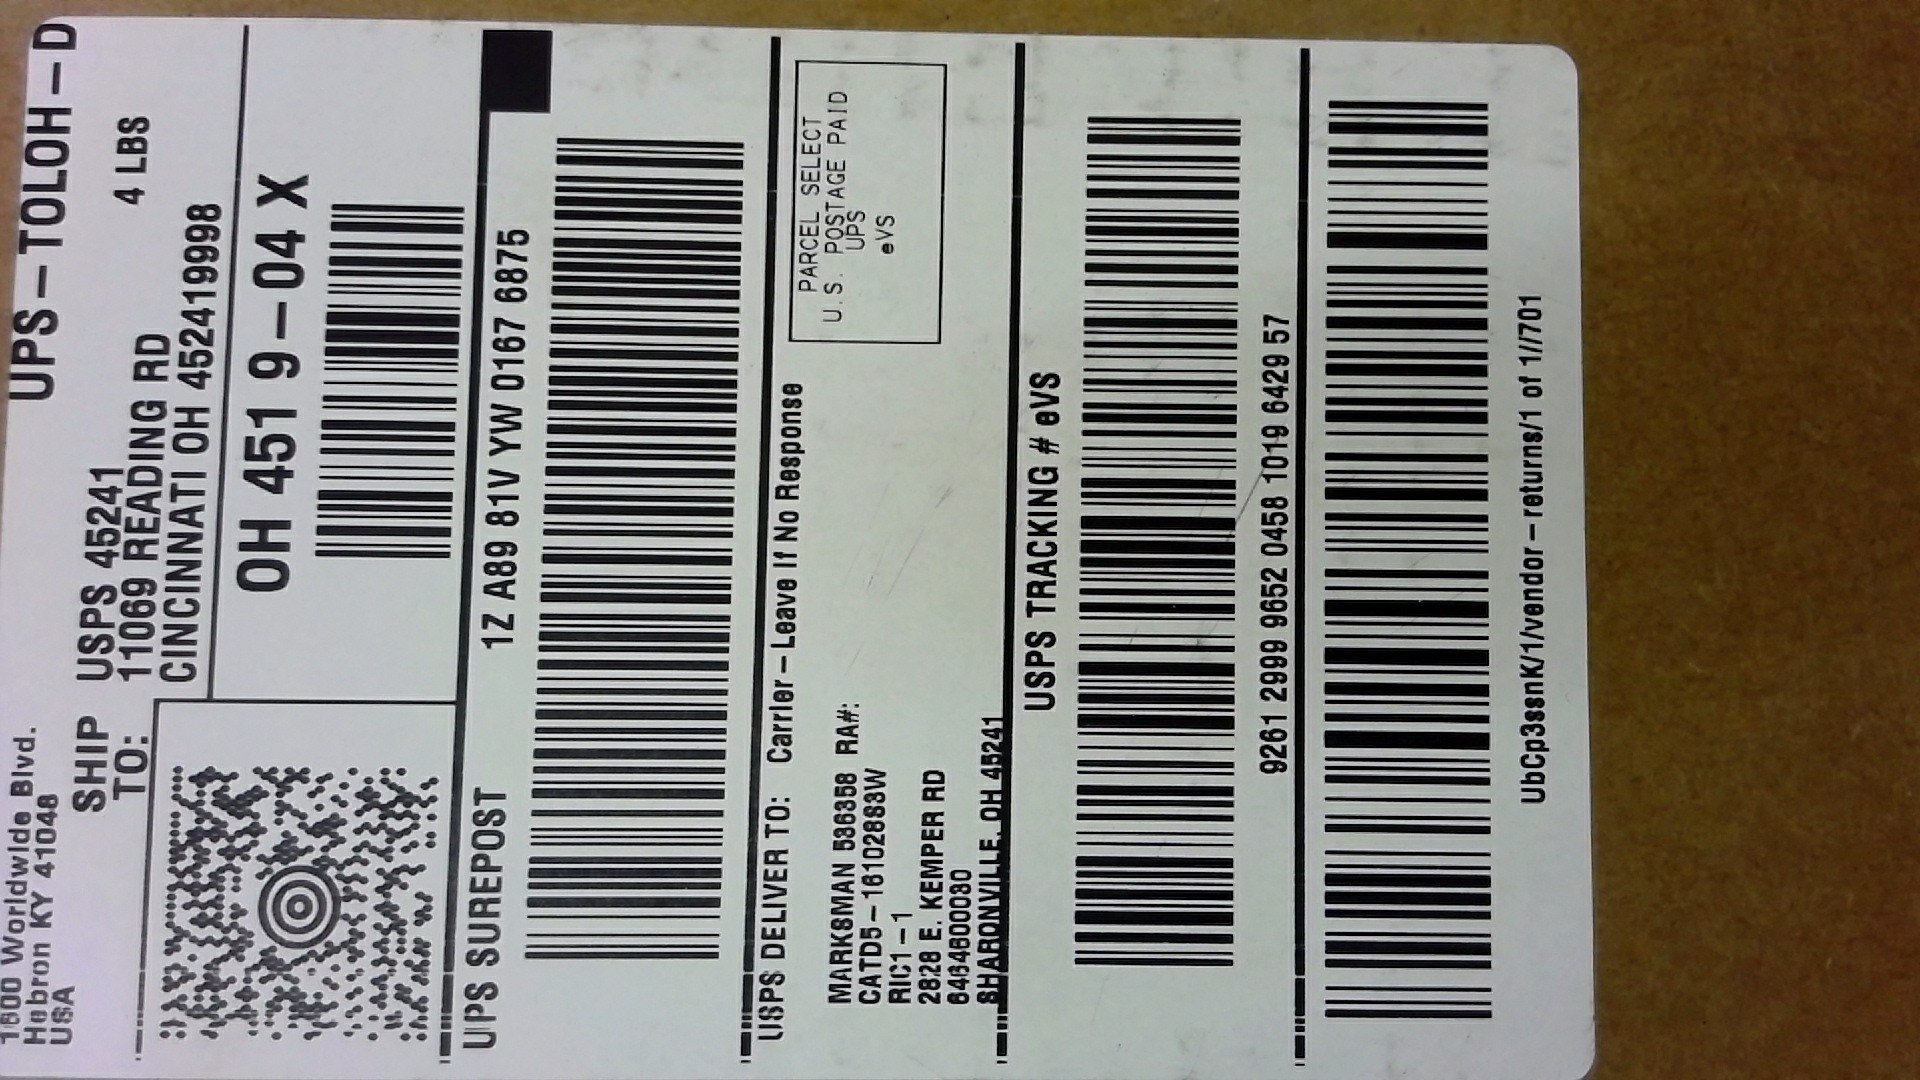 1600 Worldwide Blvd.
Hebron KY 41048
USA
UPS-TOLOH-D
4 LBS
SHIP
TO:
USPS 45241
11069 READING RD
CINCINNATI OH 452419998
OH 451 9-04 X
UPS SUREPOST
1Z A89 81V YW 0167 6875
USPS DELIVER TO:
Carrier-Leave If No Response
MARKSMAN 536358 RA#:
CATD5-161028S3W
RIC1-1
2828 E. KEMPER RD
6464600030
SHARONVILLE, OH 45241
PARCEL SELECT
U.S. POSTAGE PAID
UPS
eVS
USPS TRACKING # eVS
9261 2999 9652 0458 1019 6429 57
UbCp3ssnK/1/vendor-returns/1 of 1//701